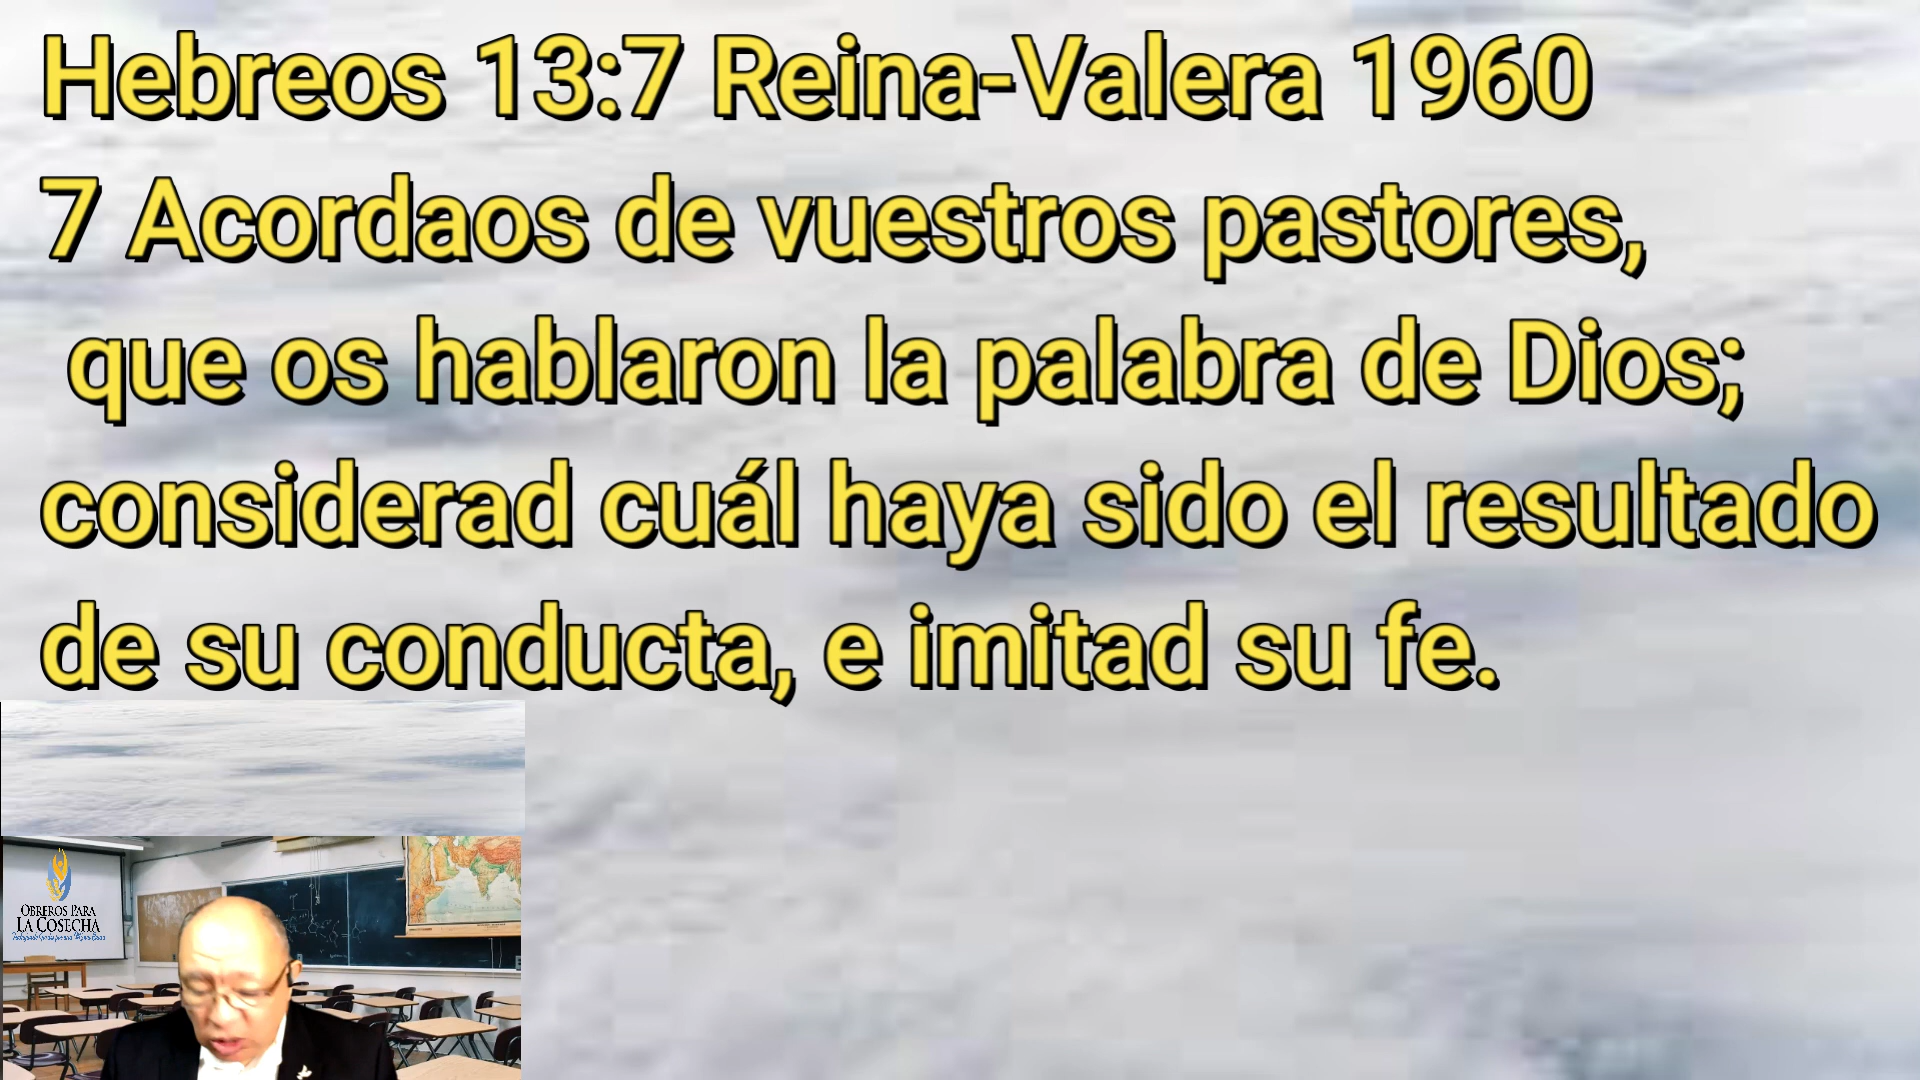 Hebreos 13:7 Reina-Valera 1960
7 Acordaos de vuestros pastores,
que os hablaron la palabra de Dios;
considerad cuál haya sido el resultado
de su conducta, e imitad su fe.
OBREROS PARA
LA COSECHA